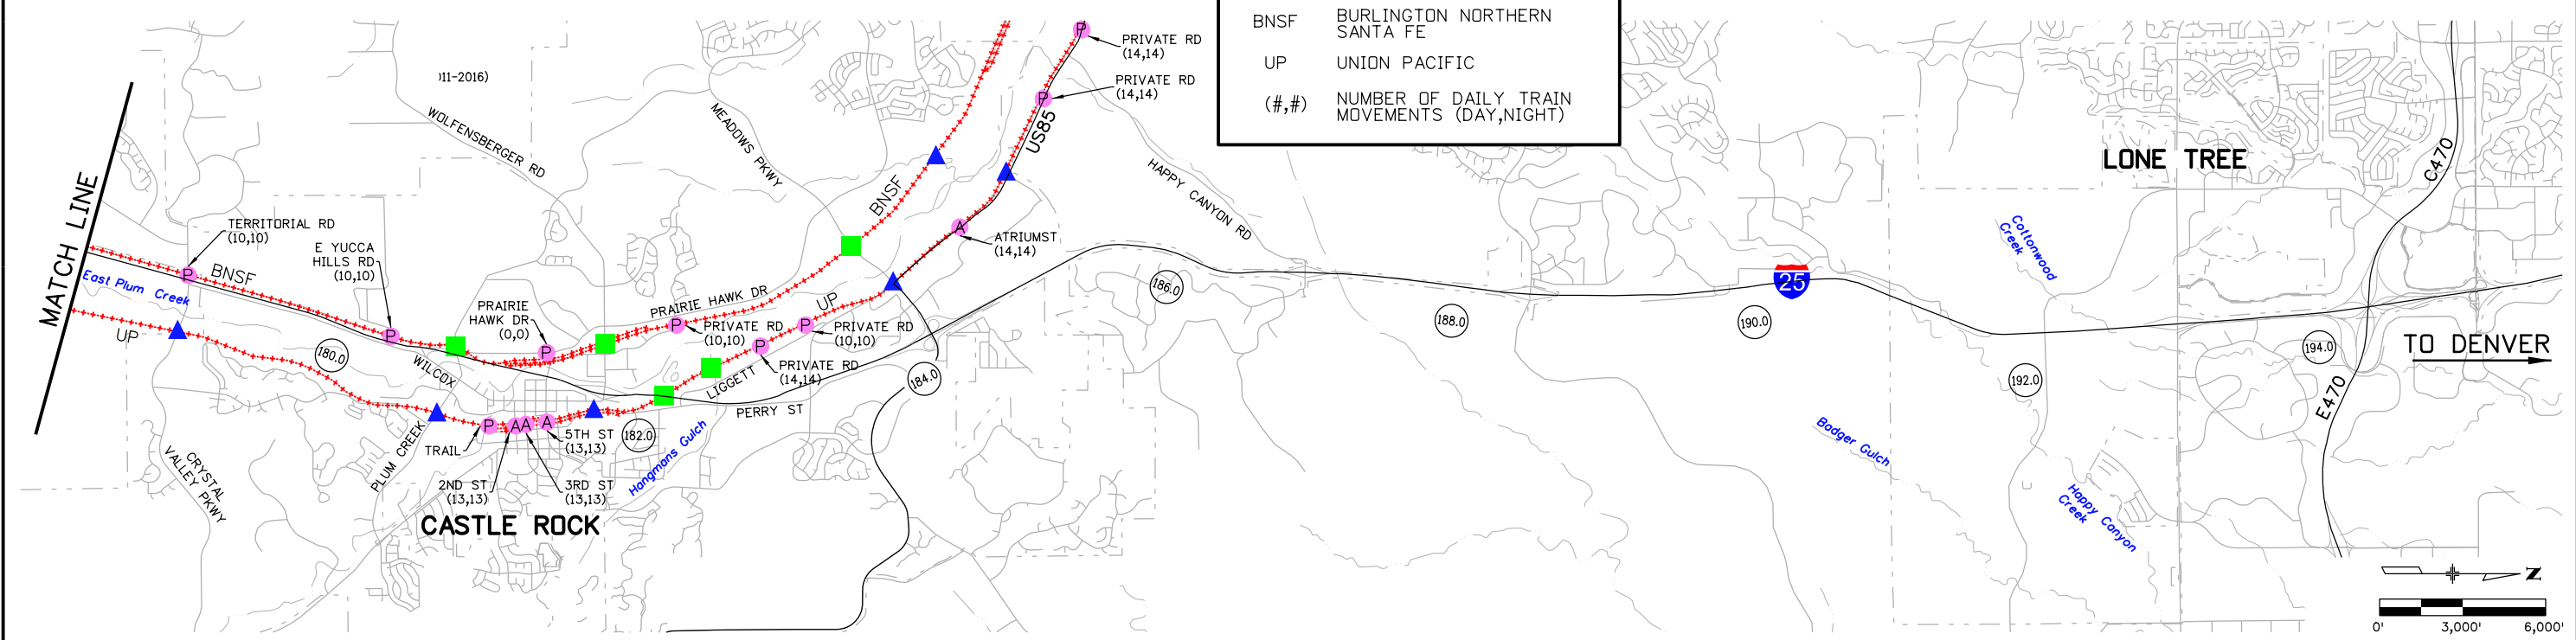 BNSF BURLINGTON NORTHERN
SANTA FE
UP UNION PACIFIC
(#,#) NUMBER OF DAILY TRAIN
MOVEMENTS (DAY,NIGHT)
)11-2016)
P
PRIVATE RD
(14,14)
P
PRIVATE RD
(14,14)
US85
WOLFENSBERGER RD
MEADOWS PKWY
BNSF
HAPPY CANYON RD
LONE TREE
C470
MATCH LINE
TERRITORIAL RD
(10,10)
P
BNSF
E YUCCA
HILLS RD
(10,10)
P
East Plum Creek
UP
A
ATRIUMST
(14,14)
PRAIRIE
HAWK DR
(0,0)
P
PRAIRIE HAWK DR
UP
P
PRIVATE RD
(10,10)
P
PRIVATE RD
(10,10)
P
PRIVATE RD
(14,14)
LIGGETT
PERRY ST
WILCOX
180.0
182.0
184.0
186.0
188.0
190.0
25
192.0
194.0
Cottonwood
Creek
TO DENVER
E470
Badger Gulch
Happy Canyon
Creek
P
TRAIL
A
A
A
5TH ST
(13,13)
2ND ST
(13,13)
3RD ST
(13,13)
Hangmans Gulch
PLUM CREEK
CRYSTAL
VALLEY PKWY
CASTLE ROCK
Z
0' 3,000' 6,000'